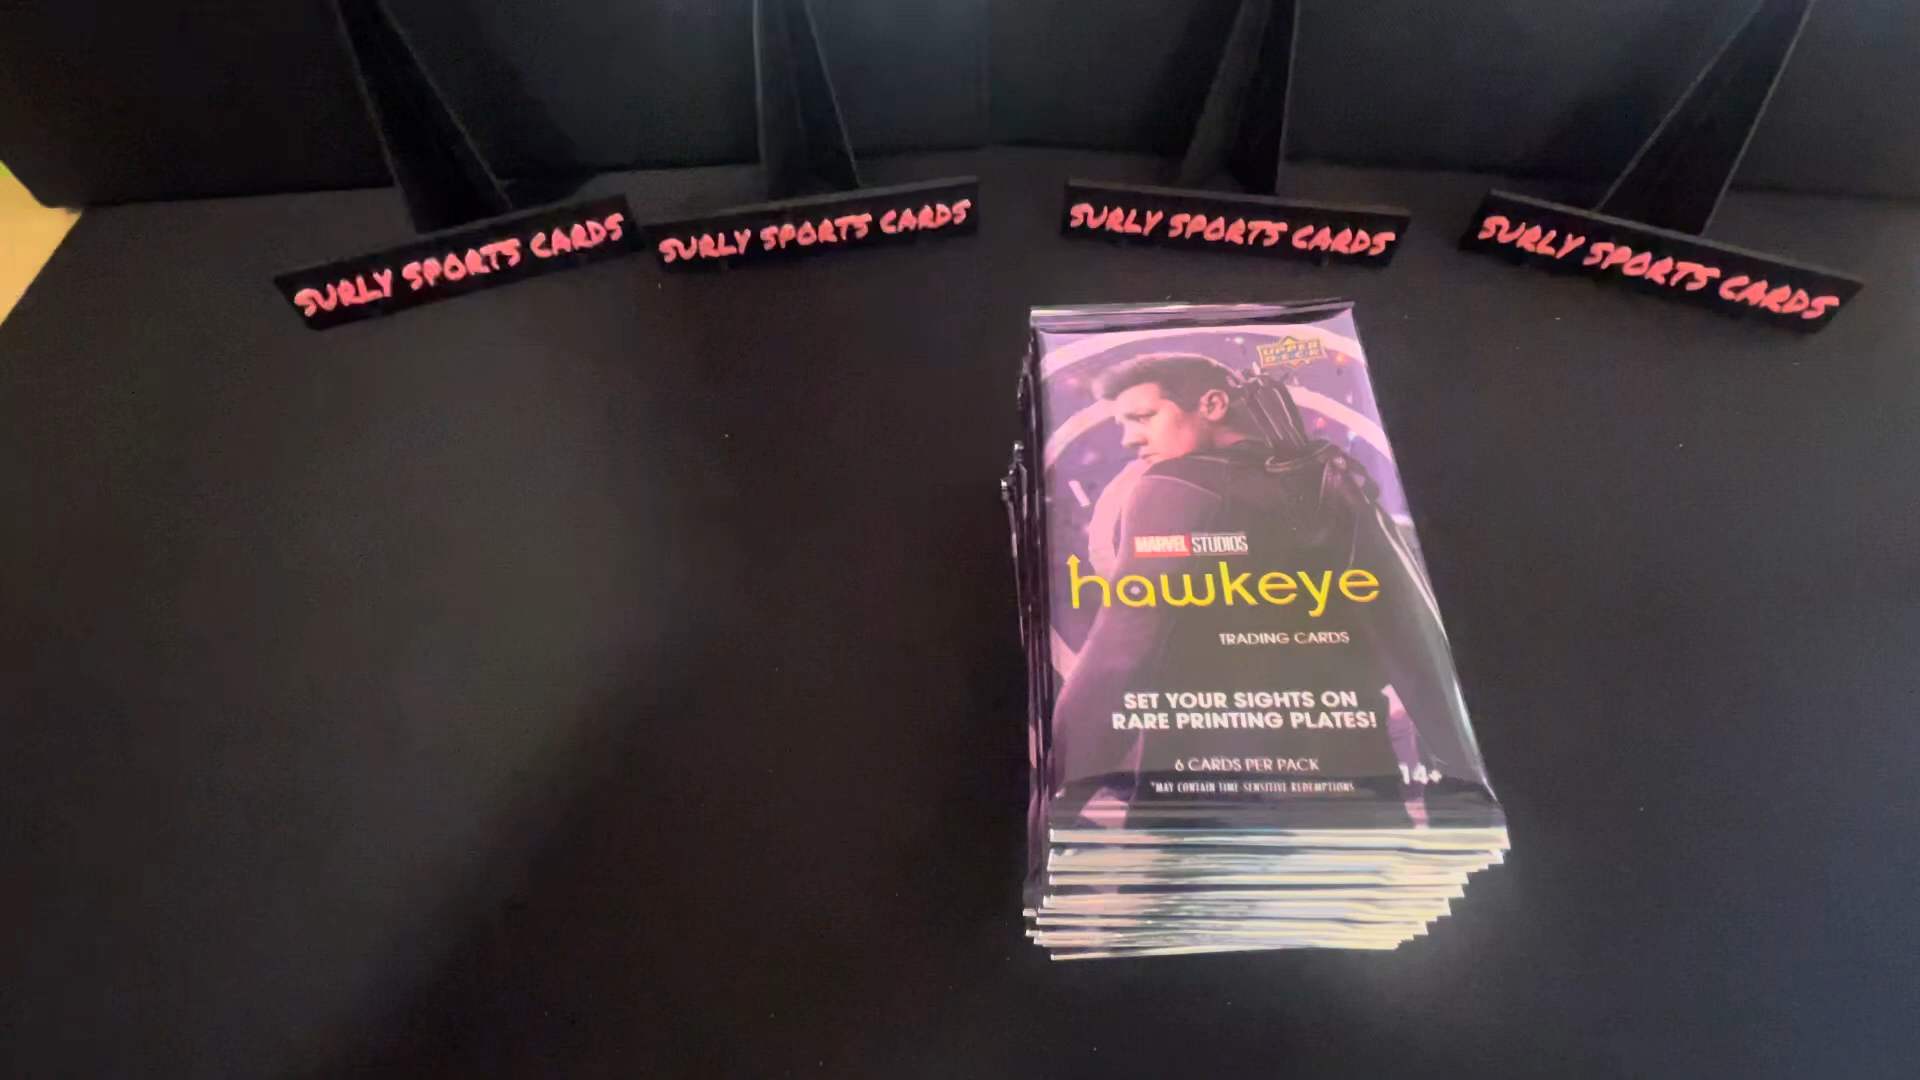 SURLY SPORTS CARDS
SURLY SPORTS CARDS
SURLY SPORTS CARDS
SURLY SPORTS CARDS
UPPER
DECK
MARVEL STUDIOS
hawkeye
TRADING CARDS
SET YOUR SIGHTS ON
RARE PRINTING PLATES!
6 CARDS PER PACK
14+
*MAY CONTAIN TIME SENSITIVE REDEMPTIONS